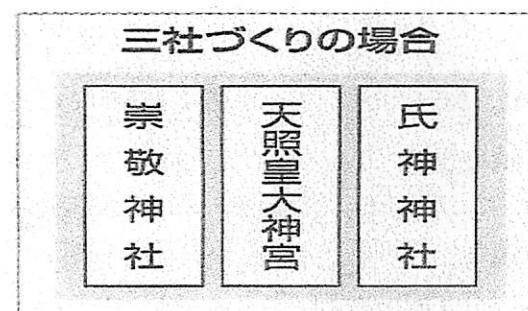 三社づくりの場合
氏神神社
天照皇大神宮
崇敬神社